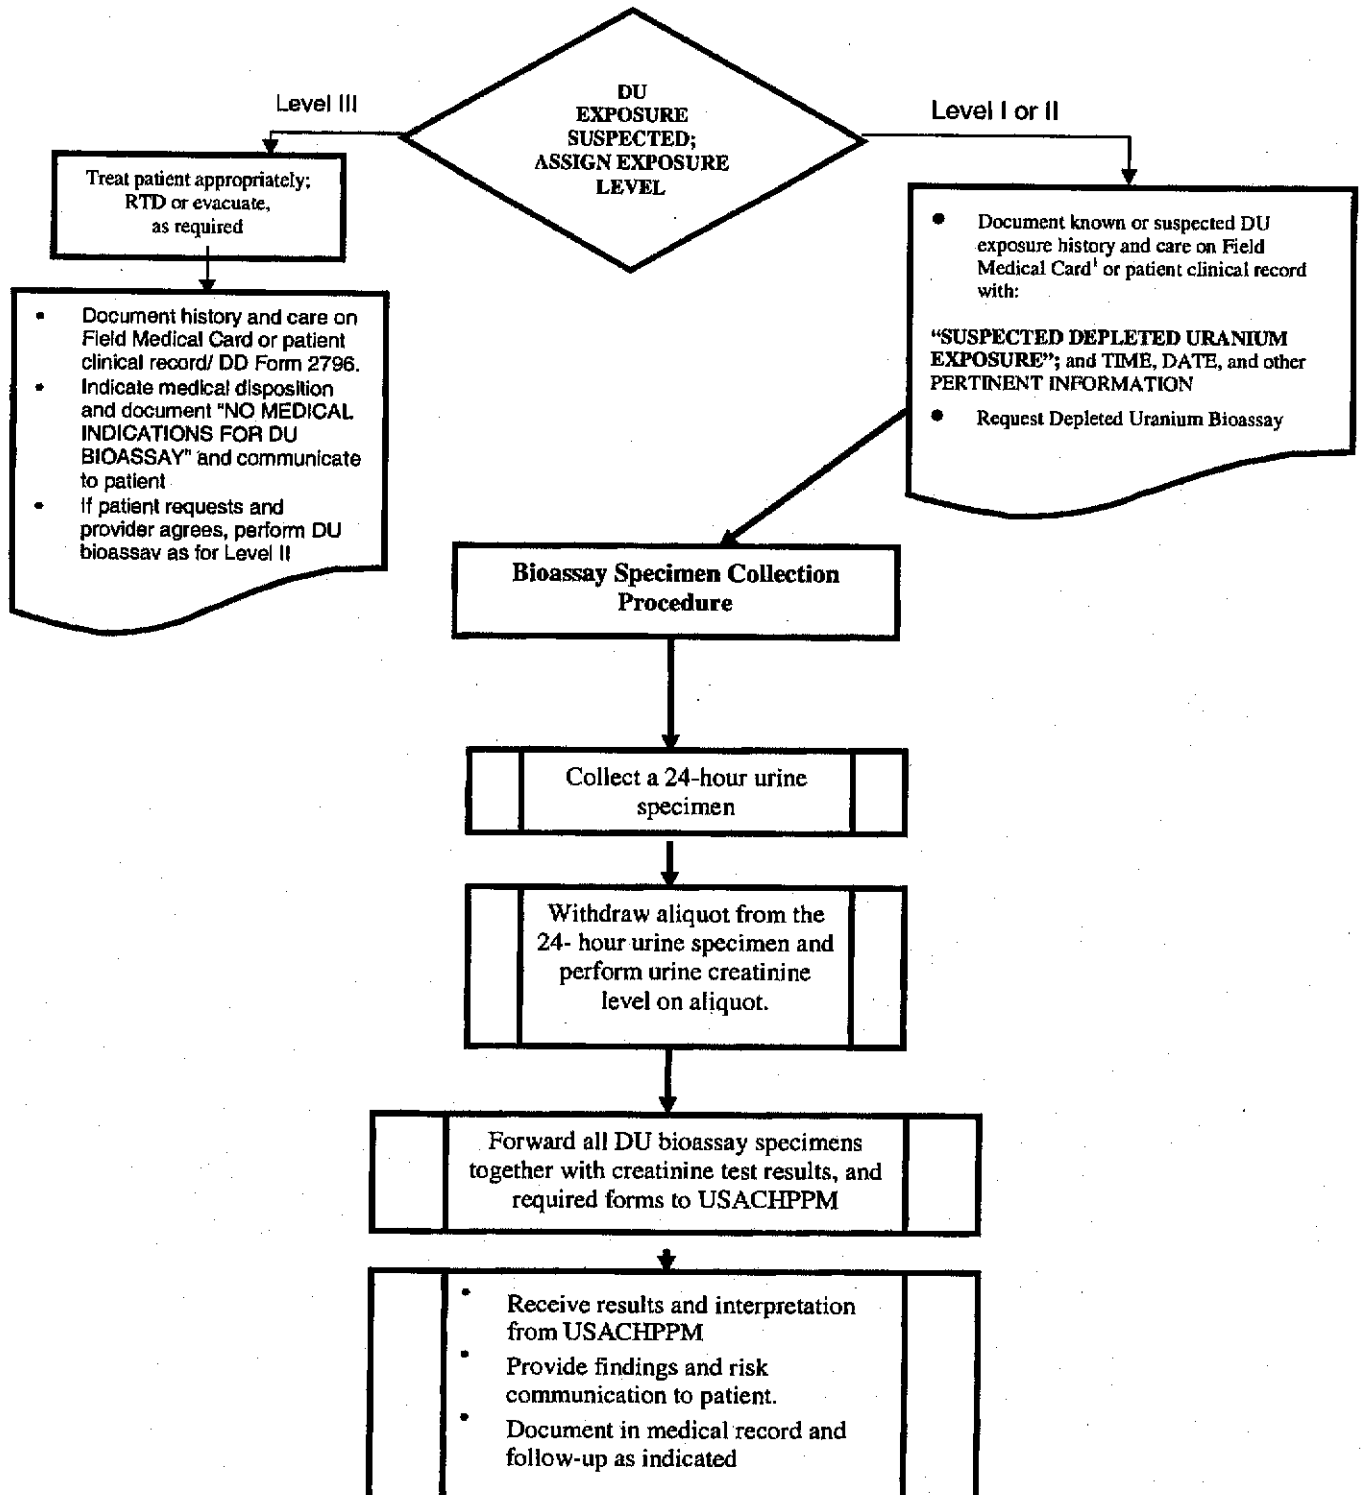 DU
EXPOSURE
SUSPECTED;
ASSIGN EXPOSURE
LEVEL
Level III
Level I or II
Treat patient appropriately;
RTD or evacuate,
as required
• Document history and care on
Field Medical Card or patient
clinical record/ DD Form 2796.
• Indicate medical disposition
and document "NO MEDICAL
INDICATIONS FOR DU
BIOASSAY" and communicate
to patient
• If patient requests and
provider agrees, perform DU
bioassay as for Level II
• Document known or suspected DU
exposure history and care on Field
Medical Card¹ or patient clinical record
with:
"SUSPECTED DEPLETED URANIUM
EXPOSURE"; and TIME, DATE, and other
PERTINENT INFORMATION
• Request Depleted Uranium Bioassay
Bioassay Specimen Collection
Procedure
Collect a 24-hour urine
specimen
Withdraw aliquot from the
24- hour urine specimen and
perform urine creatinine
level on aliquot.
Forward all DU bioassay specimens
together with creatinine test results, and
required forms to USACHPPM
• Receive results and interpretation
from USACHPPM
• Provide findings and risk
communication to patient.
• Document in medical record and
follow-up as indicated